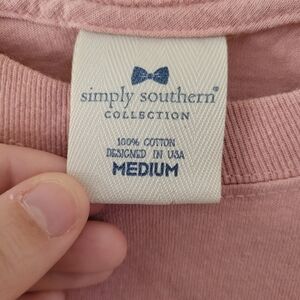 simply southern®
COLLECTION
100% COTTON
DESIGNED IN USA
MEDIUM